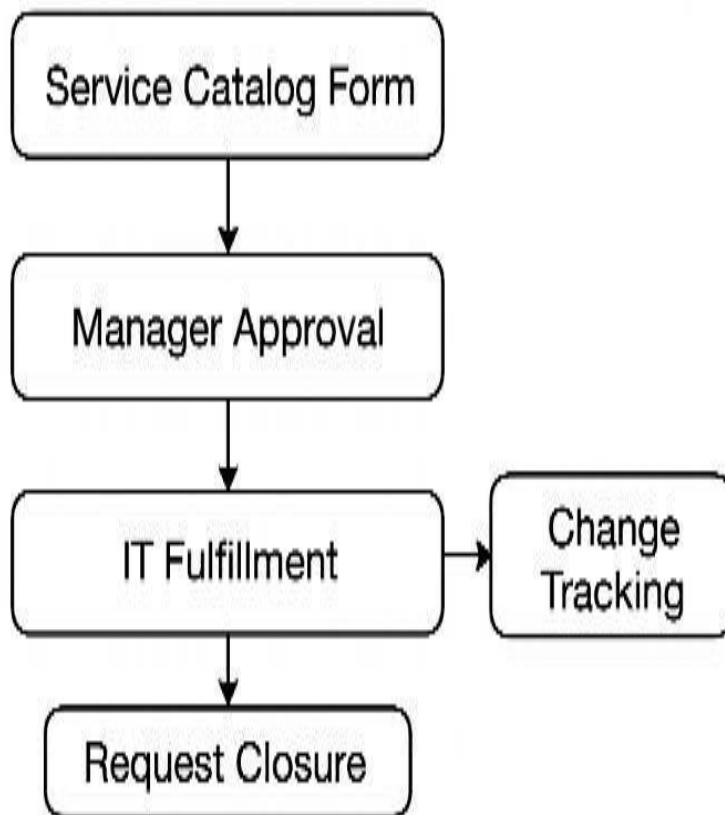 Service Catalog Form
Manager Approval
IT Fulfillment
Change
Tracking
Request Closure